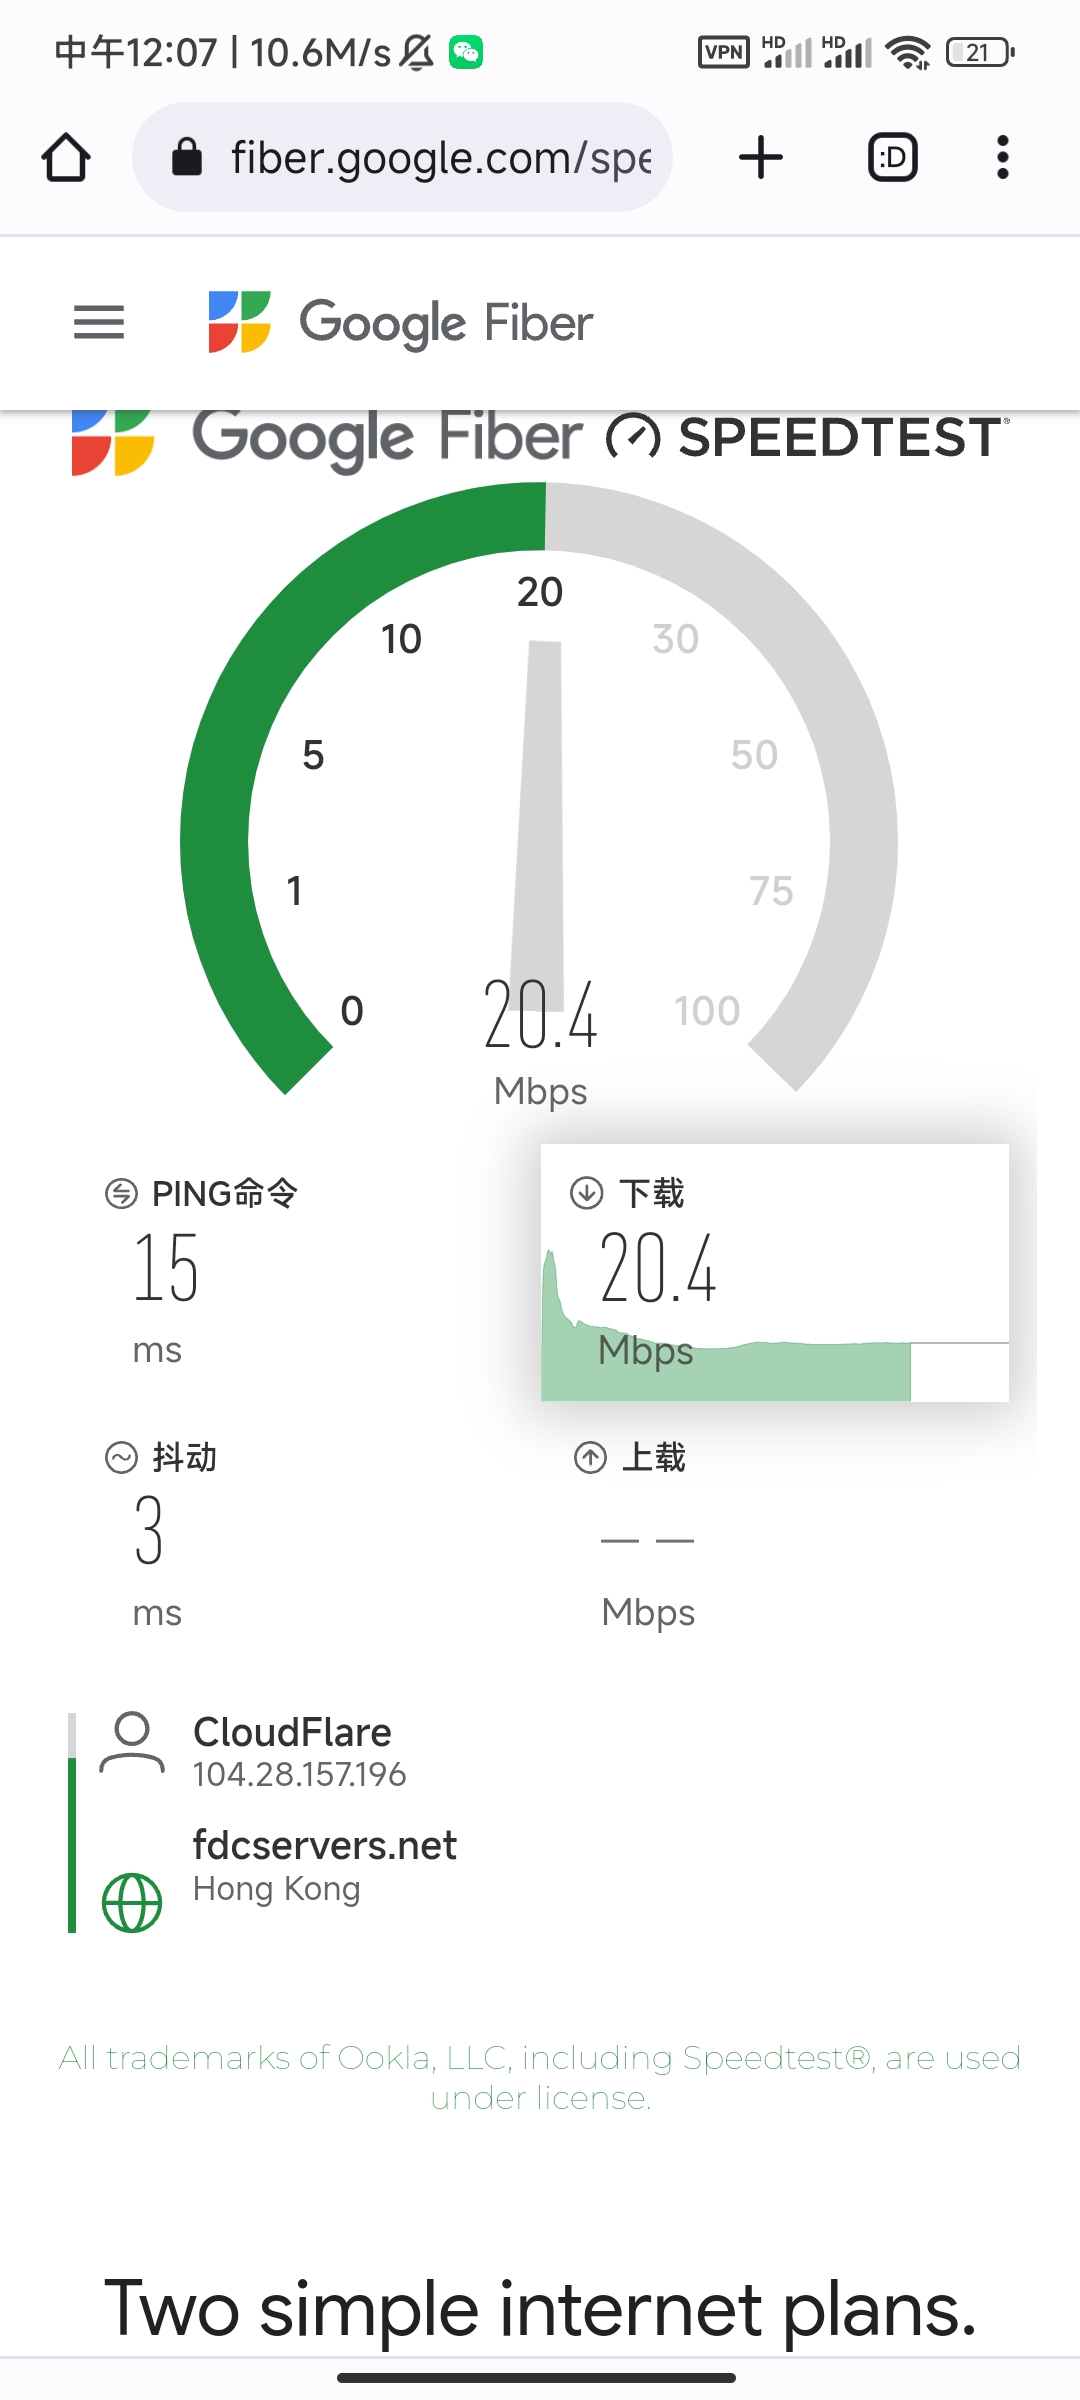 中午12:07 | 10.6M/s
VPN HD HD 21
fiber.google.com/spe
:D
Google Fiber
Google Fiber SPEEDTEST
20
10 30
5 50
1 75
0 100
20.4
Mbps
PING命令
15
ms
下载
20.4
Mbps
抖动
3
ms
上载
— —
Mbps
CloudFlare
104.28.157.196
fdcservers.net
Hong Kong
All trademarks of Ookla, LLC, including Speedtest®, are used
under license.
Two simple internet plans.